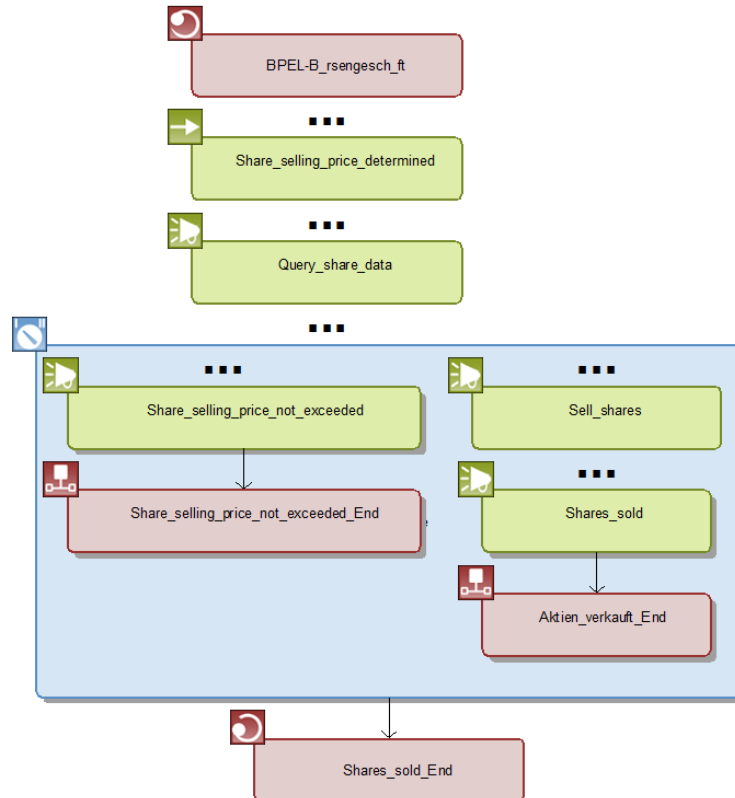 BPEL-B_rsengesch_ft
Share_selling_price_determined
Query_share_data
Share_selling_price_not_exceeded
Sell_shares
Share_selling_price_not_exceeded_End
Shares_sold
Aktien_verkauft_End
Shares_sold_End